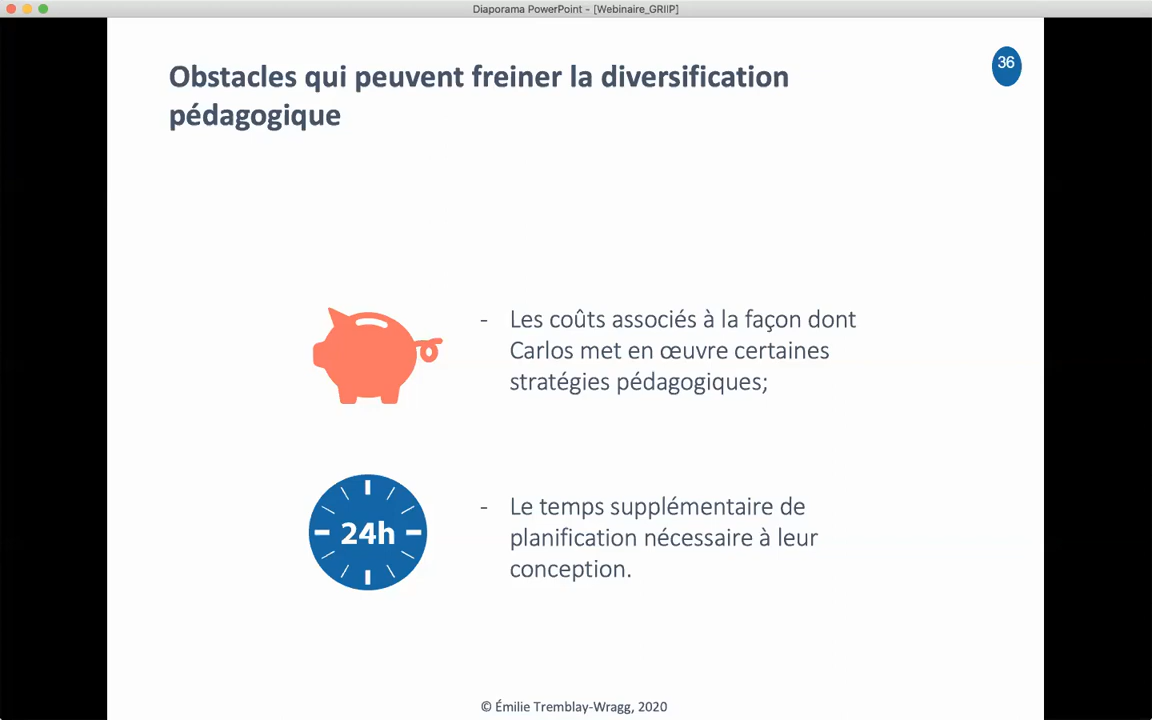 Diaporama PowerPoint - [Webinaire_GRIIP]
Obstacles qui peuvent freiner la diversification
pédagogique
36
- Les coûts associés à la façon dont
Carlos met en œuvre certaines
stratégies pédagogiques;
24h
- Le temps supplémentaire de
planification nécessaire à leur
conception.
© Émilie Tremblay-Wragg, 2020